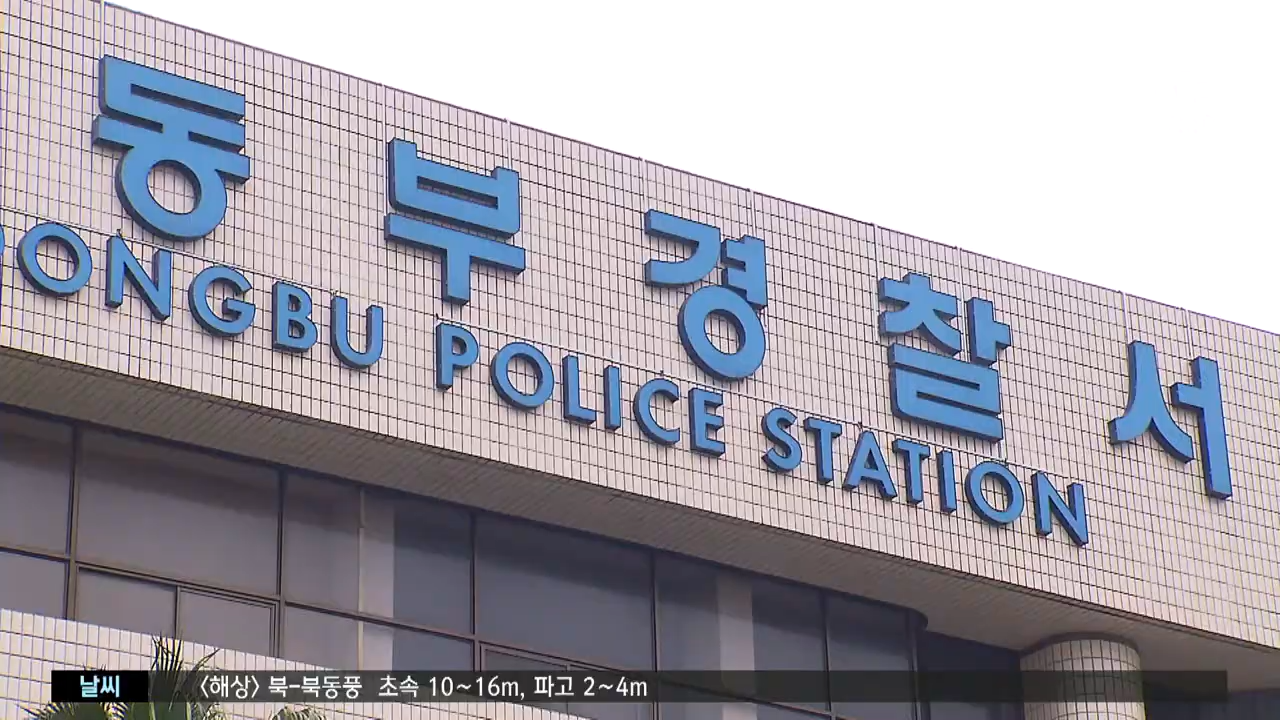 동부경찰서
DONGBU POLICE STATION
날씨 〈해상〉 북-북동풍 초속 10~16m, 파고 2~4m